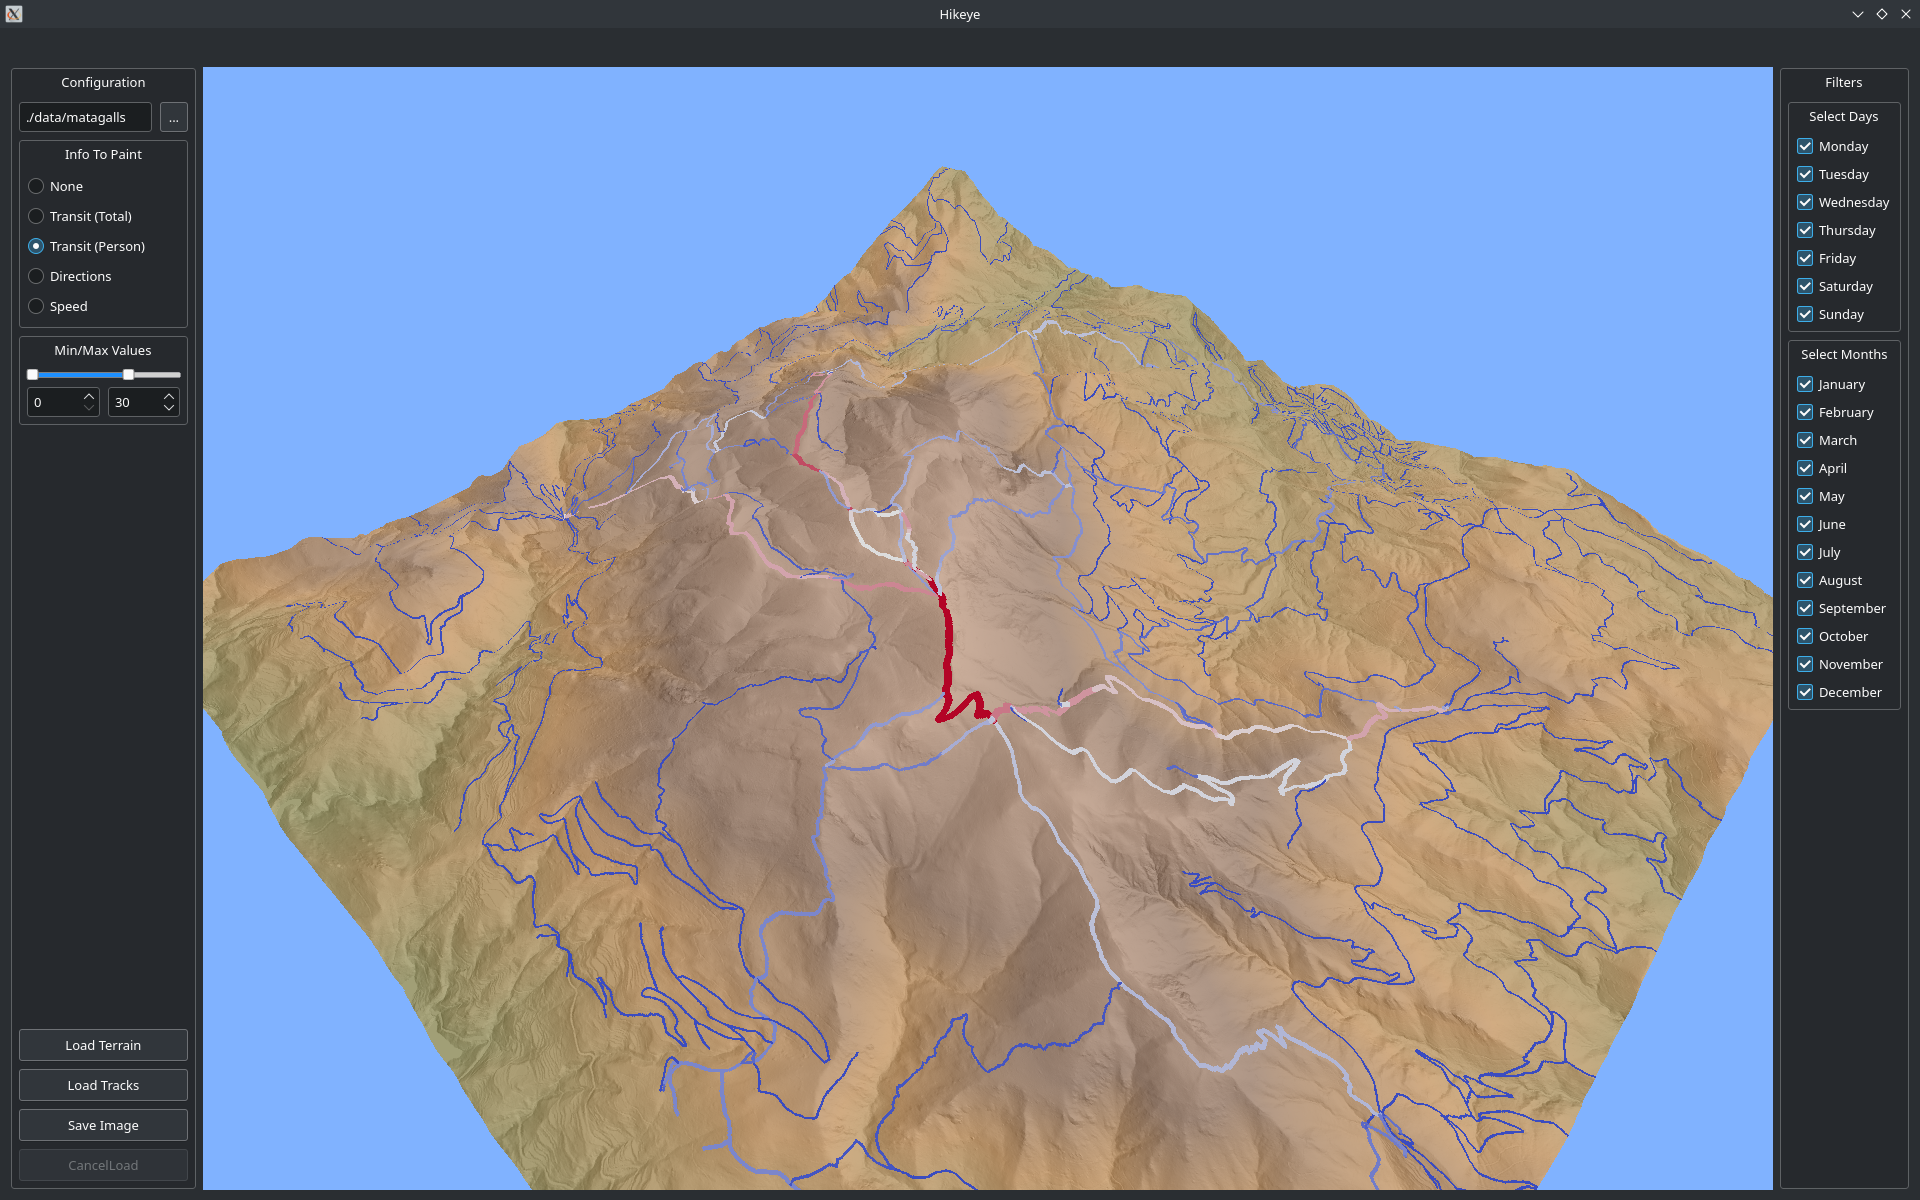 Hikeye
Configuration
./data/matagalls
...
Info To Paint
None
Transit (Total)
Transit (Person)
Directions
Speed
Min/Max Values
0
30
Load Terrain
Load Tracks
Save Image
CancelLoad
Filters
Select Days
Monday
Tuesday
Wednesday
Thursday
Friday
Saturday
Sunday
Select Months
January
February
March
April
May
June
July
August
September
October
November
December